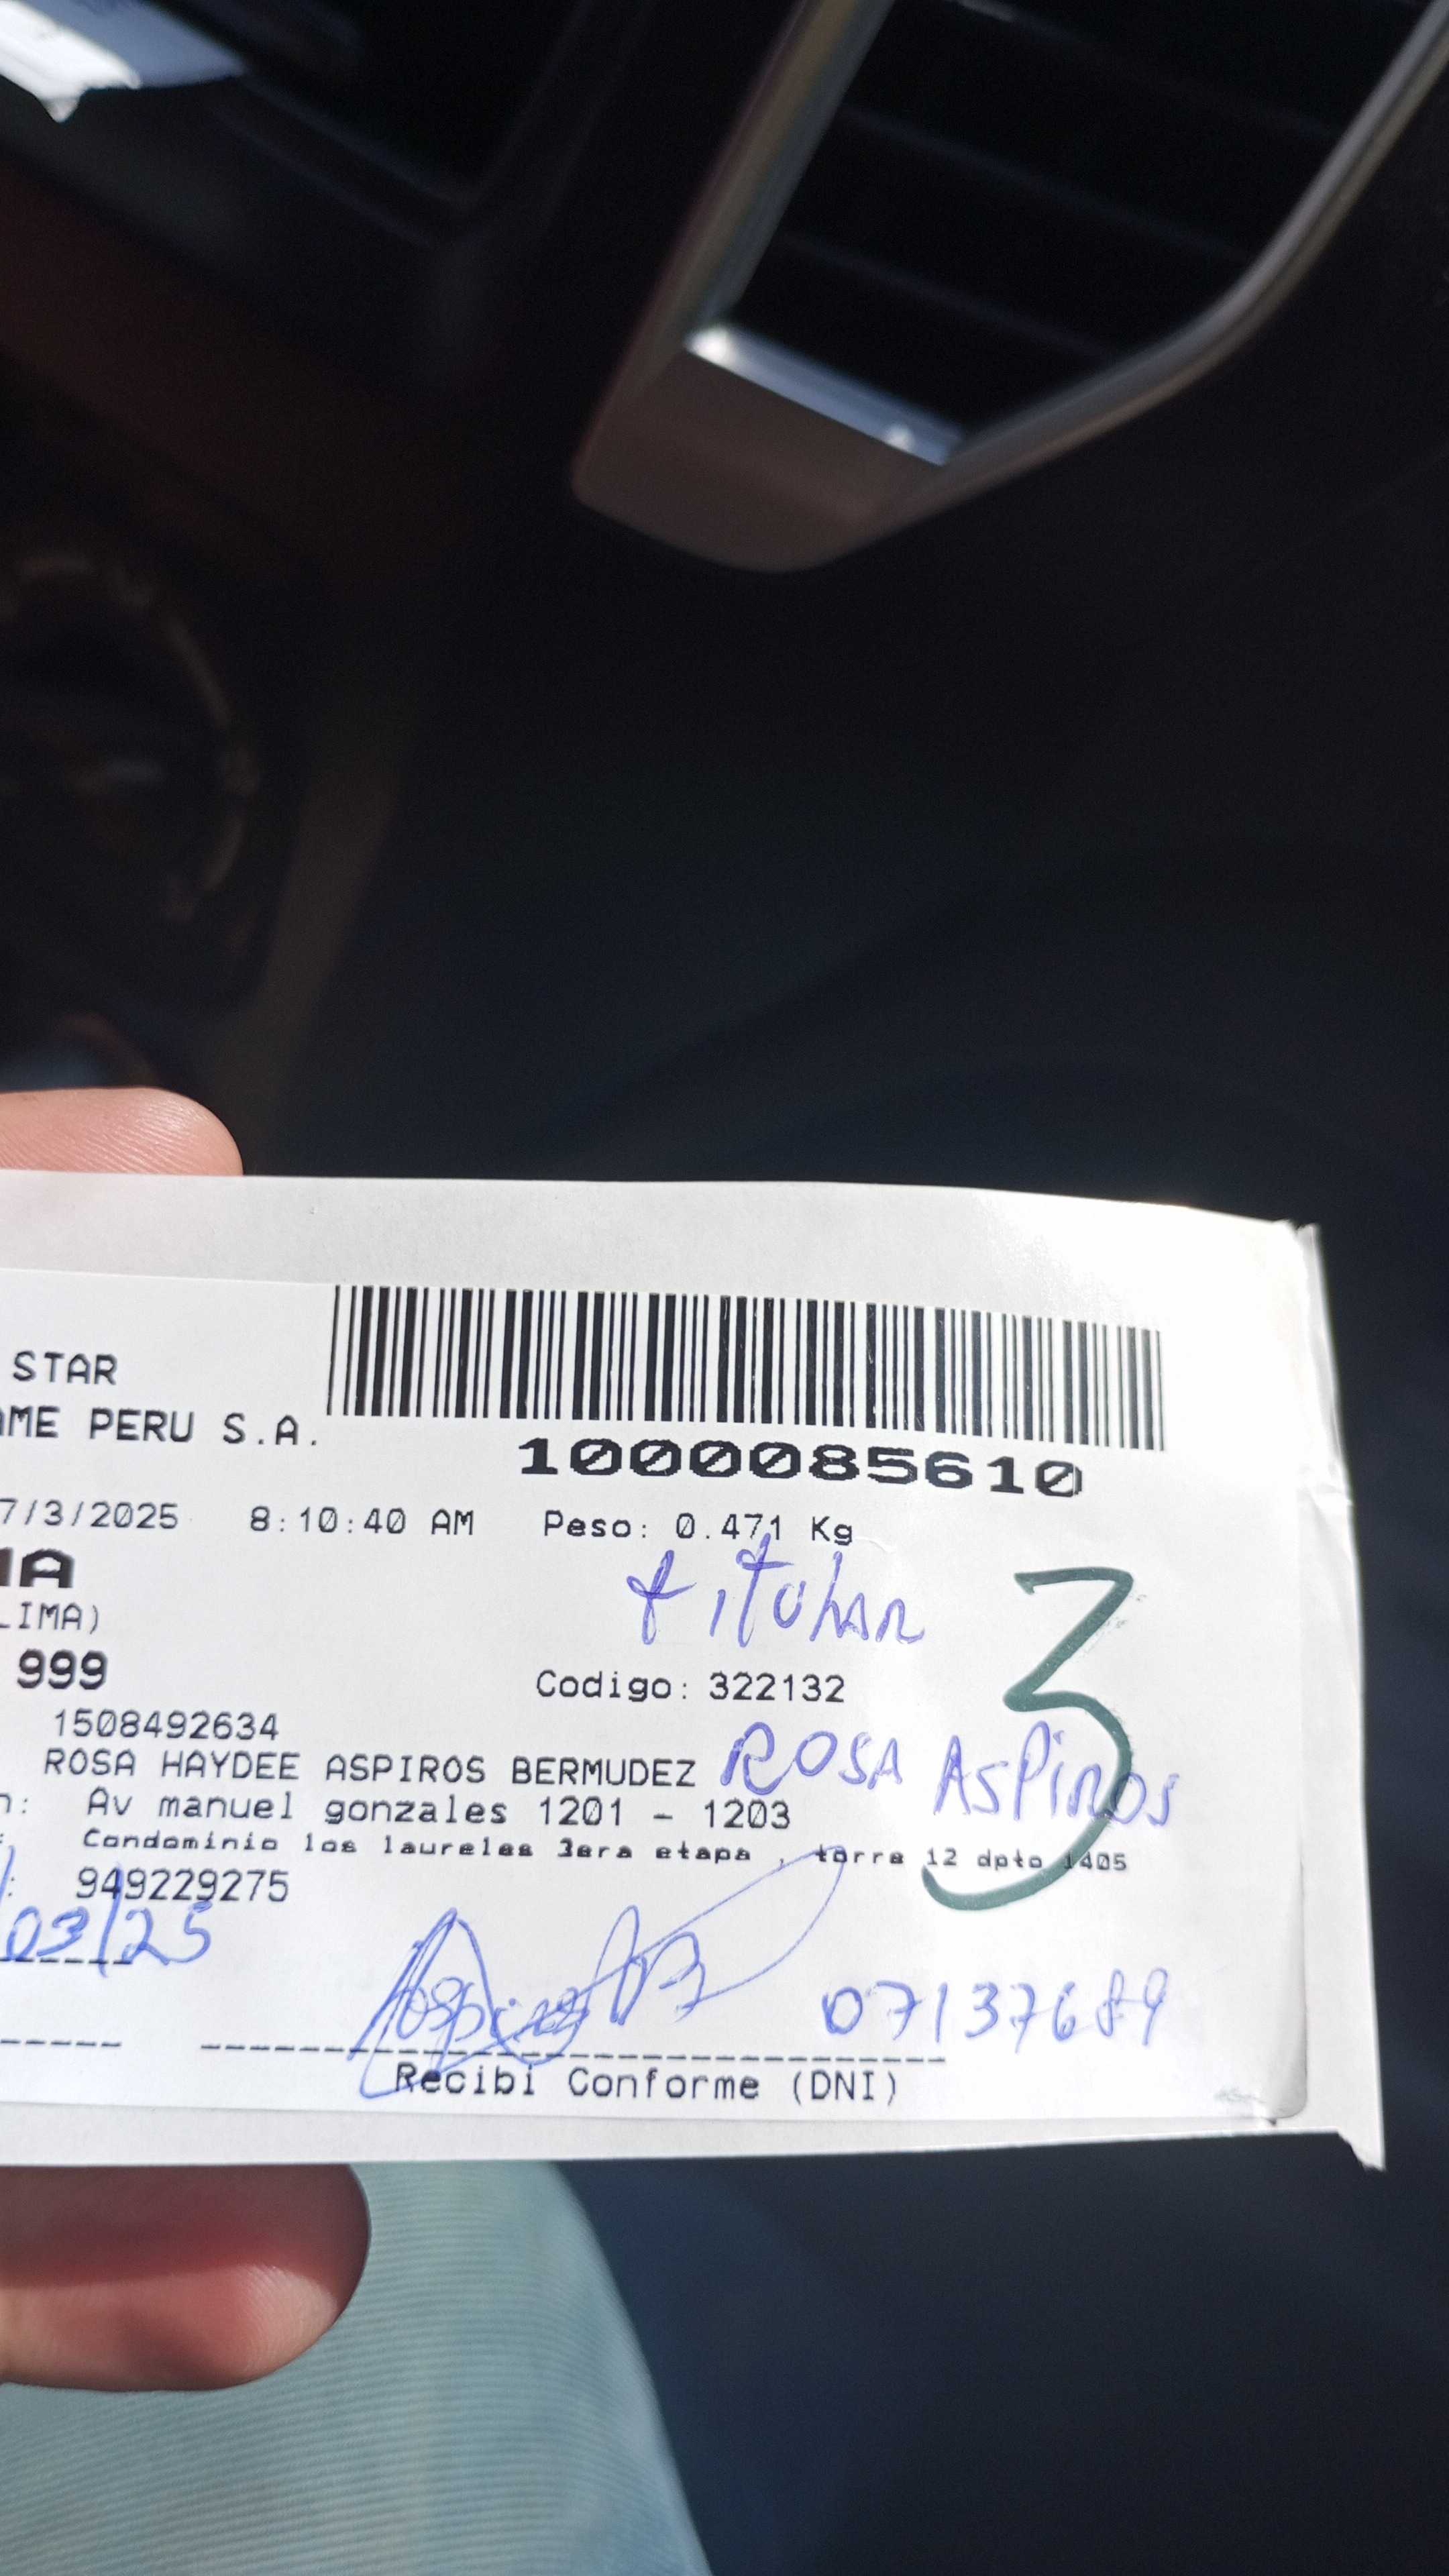 STAR
AME PERU S.A.
1000085610
7/3/2025 8:10:40 AM Peso: 0.471 Kg
MA
titular
LIMA)
3
999
Codigo: 322132
1508492634
ROSA HAYDEE ASPIROS BERMUDEZ ROSA ASPIROS
n: Av manuel gonzales 1201 - 1203
Condominio los laureles 3era etapa , torre 12 dpto 1405
: 949229275
03/25
07137689
Recibi Conforme (DNI)